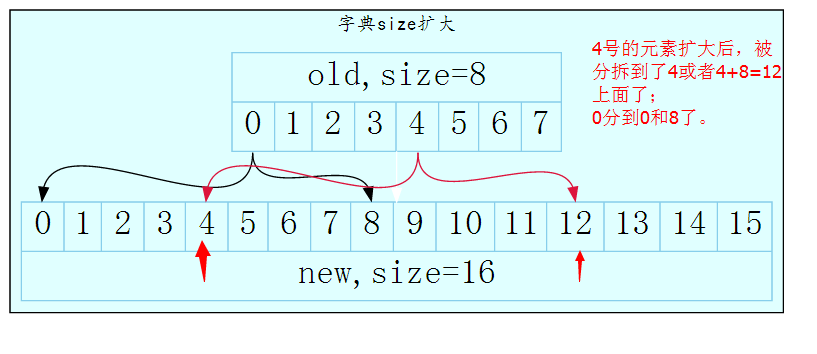 字典size扩大
4号的元素扩大后，被
分拆到了4或者4+8=12
上面了；
0分到0和8了。
old,size=8
0 1 2 3 4 5 6 7
0 1 2 3 4 5 6 7 8 9 10 11 12 13 14 15
new,size=16